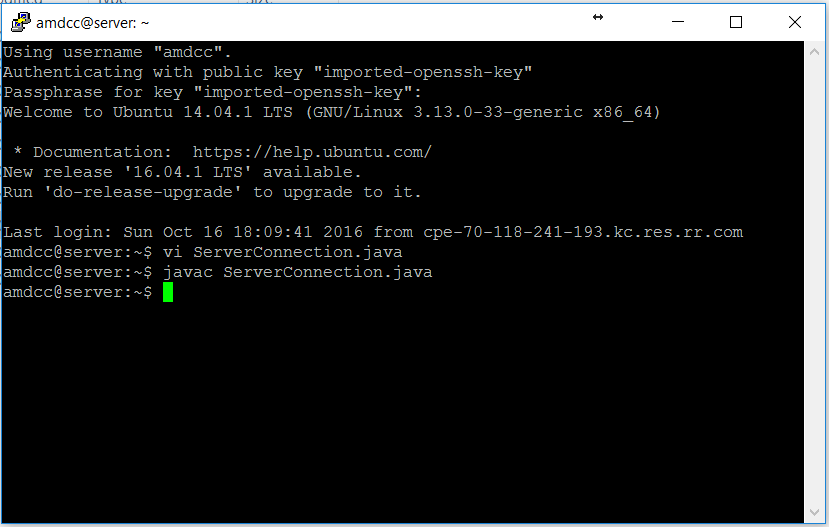 amdcc@server: ~
Using username "amdcc".
Authenticating with public key "imported-openssh-key"
Passphrase for key "imported-openssh-key":
Welcome to Ubuntu 14.04.1 LTS (GNU/Linux 3.13.0-33-generic x86_64)
* Documentation:  https://help.ubuntu.com/
New release '16.04.1 LTS' available.
Run 'do-release-upgrade' to upgrade to it.
Last login: Sun Oct 16 18:09:41 2016 from cpe-70-118-241-193.kc.res.rr.com
amdcc@server:~$ vi ServerConnection.java
amdcc@server:~$ javac ServerConnection.java
amdcc@server:~$